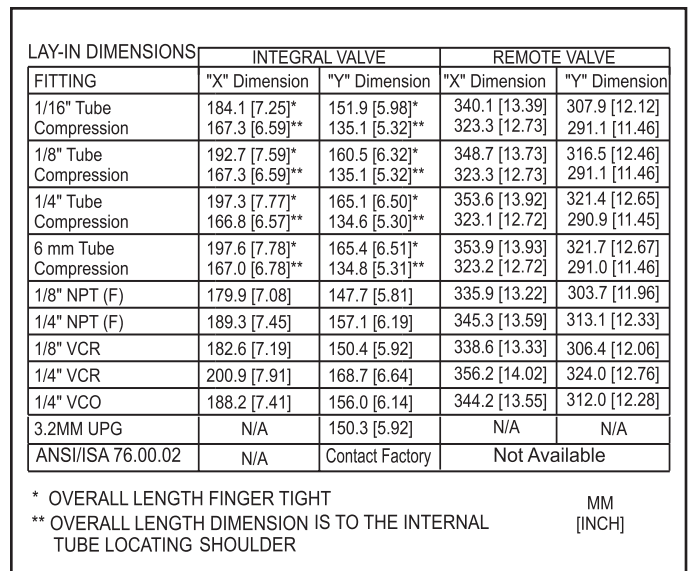 LAY-IN DIMENSIONS INTEGRAL VALVE REMOTE VALVE
FITTING "X" Dimension "Y" Dimension "X" Dimension "Y" Dimension
1/16" Tube 184.1 [7.25]* 151.9 [5.98]* 340.1 [13.39] 307.9 [12.12]
Compression 167.3 [6.59]** 135.1 [5.32]** 323.3 [12.73] 291.1 [11.46]
1/8" Tube 192.7 [7.59]* 160.5 [6.32]* 348.7 [13.73] 316.5 [12.46]
Compression 167.3 [6.59]** 135.1 [5.32]** 323.3 [12.73] 291.1 [11.46]
1/4" Tube 197.3 [7.77]* 165.1 [6.50]* 353.6 [13.92] 321.4 [12.65]
Compression 166.8 [6.57]** 134.6 [5.30]** 323.1 [12.72] 290.9 [11.45]
6 mm Tube 197.6 [7.78]* 165.4 [6.51]* 353.9 [13.93] 321.7 [12.67]
Compression 167.0 [6.78]** 134.8 [5.31]** 323.2 [12.72] 291.0 [11.46]
1/8" NPT (F) 179.9 [7.08] 147.7 [5.81] 335.9 [13.22] 303.7 [11.96]
1/4" NPT (F) 189.3 [7.45] 157.1 [6.19] 345.3 [13.59] 313.1 [12.33]
1/8" VCR 182.6 [7.19] 150.4 [5.92] 338.6 [13.33] 306.4 [12.06]
1/4" VCR 200.9 [7.91] 168.7 [6.64] 356.2 [14.02] 324.0 [12.76]
1/4" VCO 188.2 [7.41] 156.0 [6.14] 344.2 [13.55] 312.0 [12.28]
3.2MM UPG N/A 150.3 [5.92] N/A N/A
ANSI/ISA 76.00.02 N/A Contact Factory Not Available
* OVERALL LENGTH FINGER TIGHT MM
** OVERALL LENGTH DIMENSION IS TO THE INTERNAL [INCH]
TUBE LOCATING SHOULDER